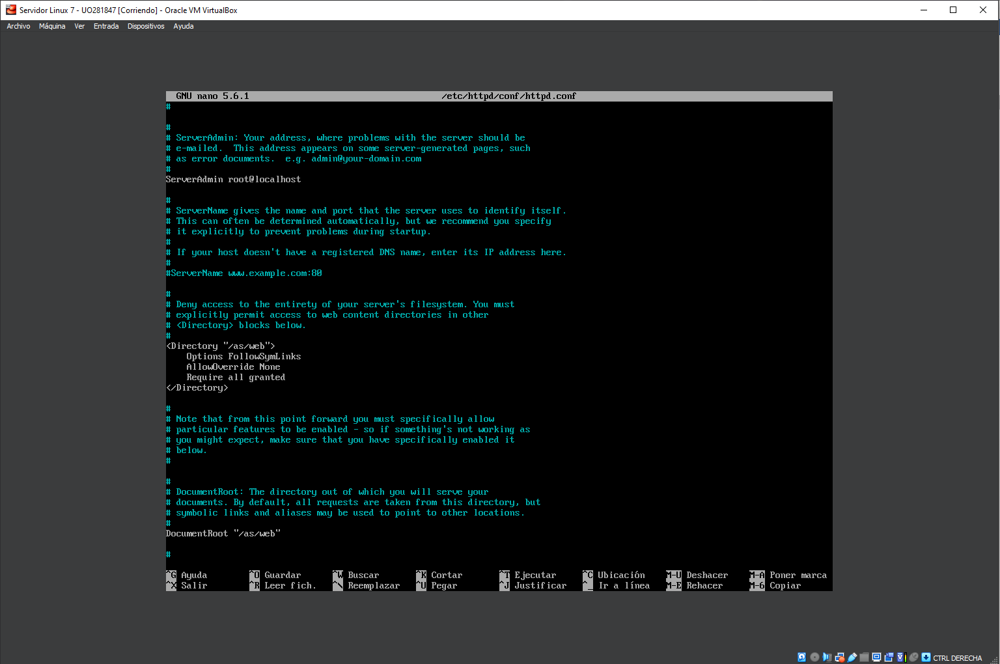 Servidor Linux 7 - UO281847 [Corriendo] - Oracle VM VirtualBox
Archivo Máquina Ver Entrada Dispositivos Ayuda
GNU nano 5.6.1 /etc/httpd/conf/httpd.conf
#
#
# ServerAdmin: Your address, where problems with the server should be
# e-mailed.  This address appears on some server-generated pages, such
# as error documents.  e.g. admin@your-domain.com
#
ServerAdmin root@localhost
#
# ServerName gives the name and port that the server uses to identify itself.
# This can often be determined automatically, but we recommend you specify
# it explicitly to prevent problems during startup.
#
# If your host doesn't have a registered DNS name, enter its IP address here.
#
#ServerName www.example.com:80
#
# Deny access to the entirety of your server's filesystem. You must
# explicitly permit access to web content directories in other
# <Directory> blocks below.
#
<Directory "/as/web">
    Options FollowSymLinks
    AllowOverride None
    Require all granted
</Directory>
#
# Note that from this point forward you must specifically allow
# particular features to be enabled - so if something's not working as
# you might expect, make sure that you have specifically enabled it
# below.
#
#
# DocumentRoot: The directory out of which you will serve your
# documents. By default, all requests are taken from this directory, but
# symbolic links and aliases may be used to point to other locations.
#
DocumentRoot "/as/web"
#
^G Ayuda ^O Guardar ^W Buscar ^K Cortar ^T Ejecutar ^C Ubicación M-U Deshacer M-A Poner marca
^X Salir ^R Leer fich. ^\ Reemplazar ^U Pegar ^J Justificar ^_ Ir a línea M-E Rehacer M-6 Copiar
CTRL DERECHA